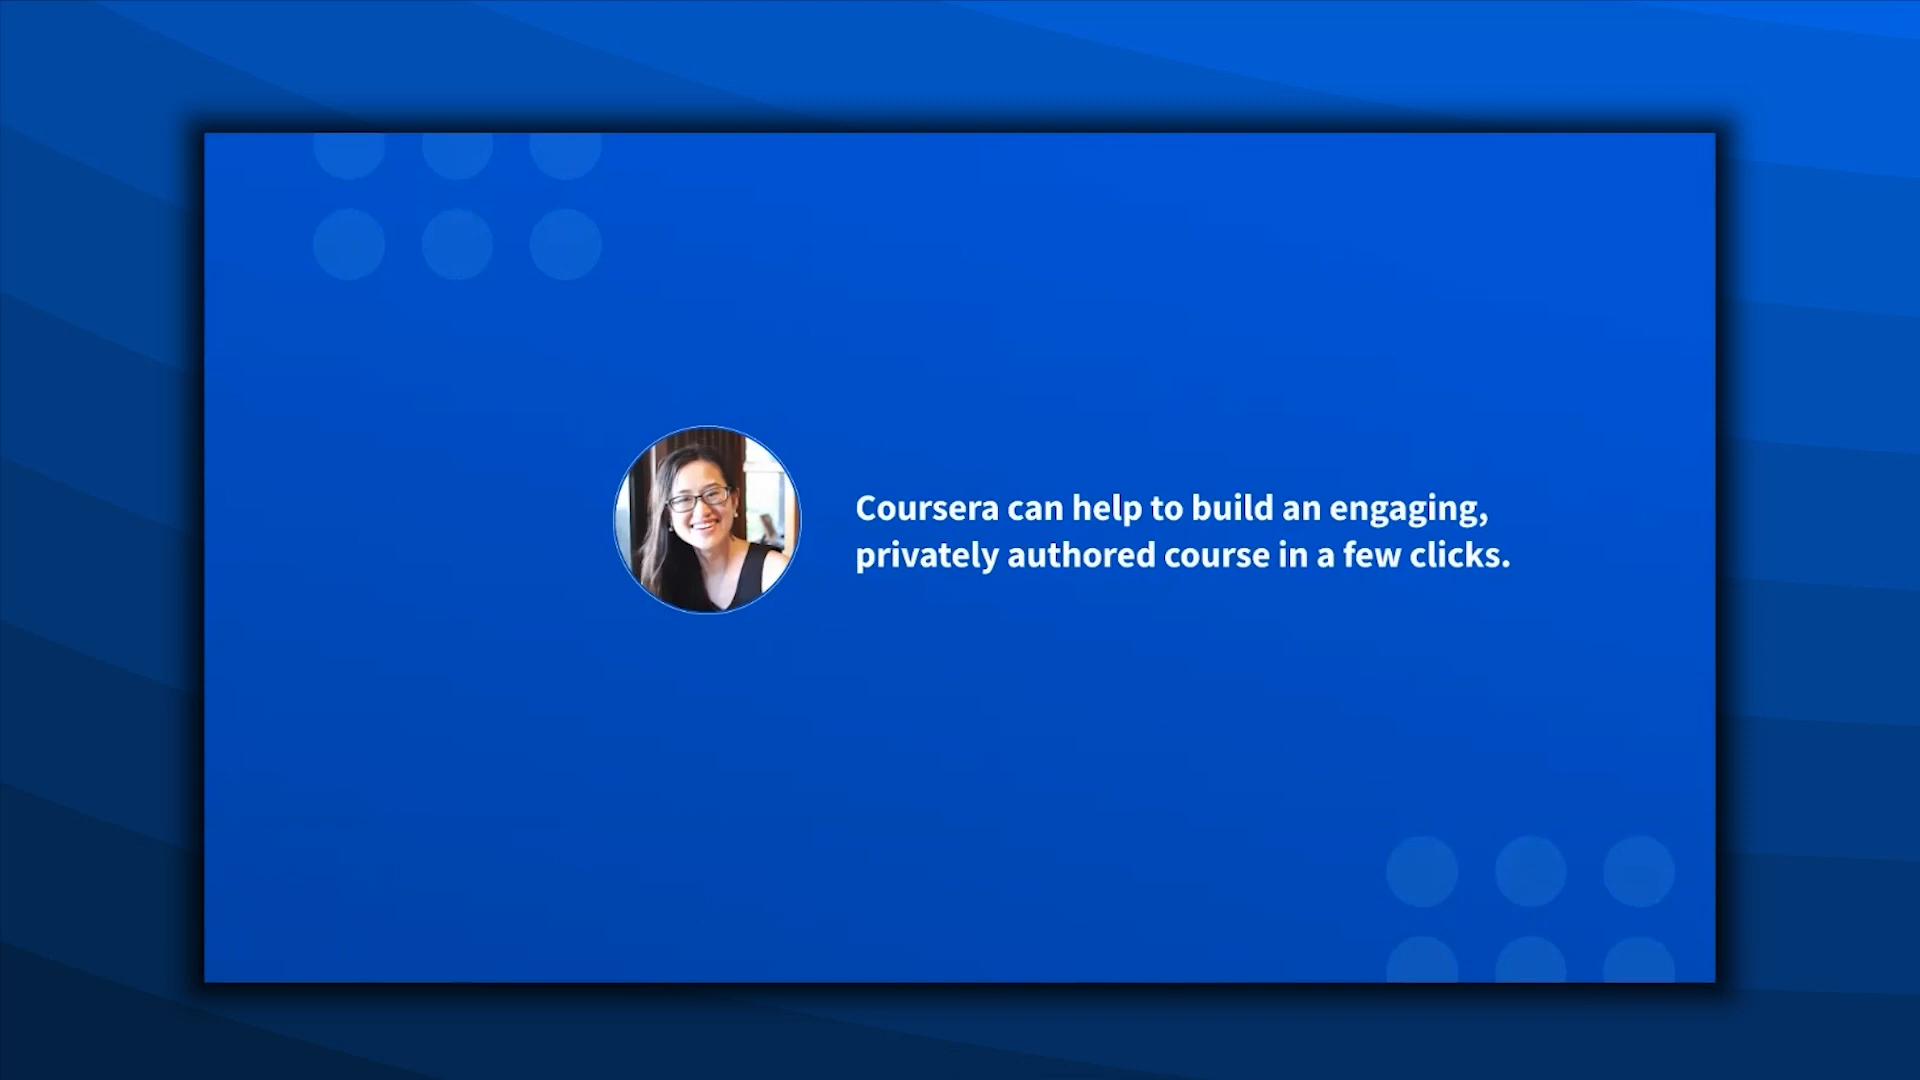 Coursera can help to build an engaging,
privately authored course in a few clicks.